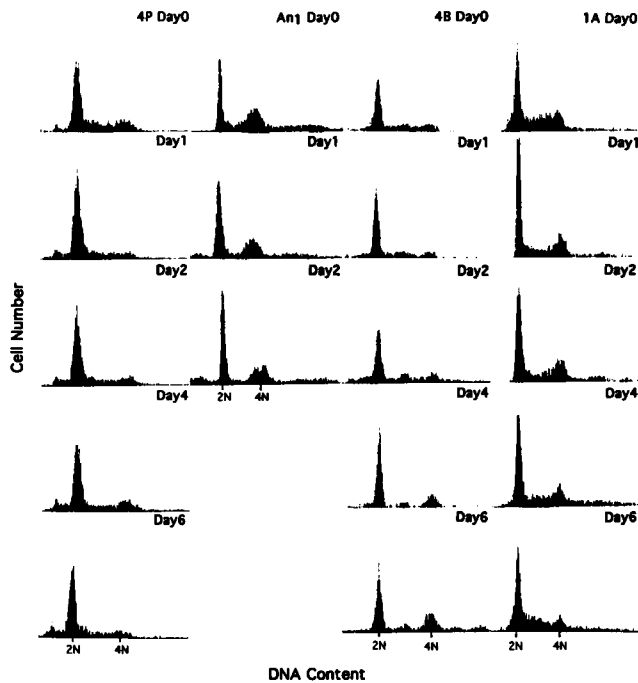 4P Day0 An1 Day0 4B Day0 1A Day0
Day1 Day1 Day1 Day1
Day2 Day2 Day2 Day2
Cell Number
Day4 2N 4N Day4 Day4
Day6 Day6 Day6
2N 4N 2N 4N 2N 4N
DNA Content